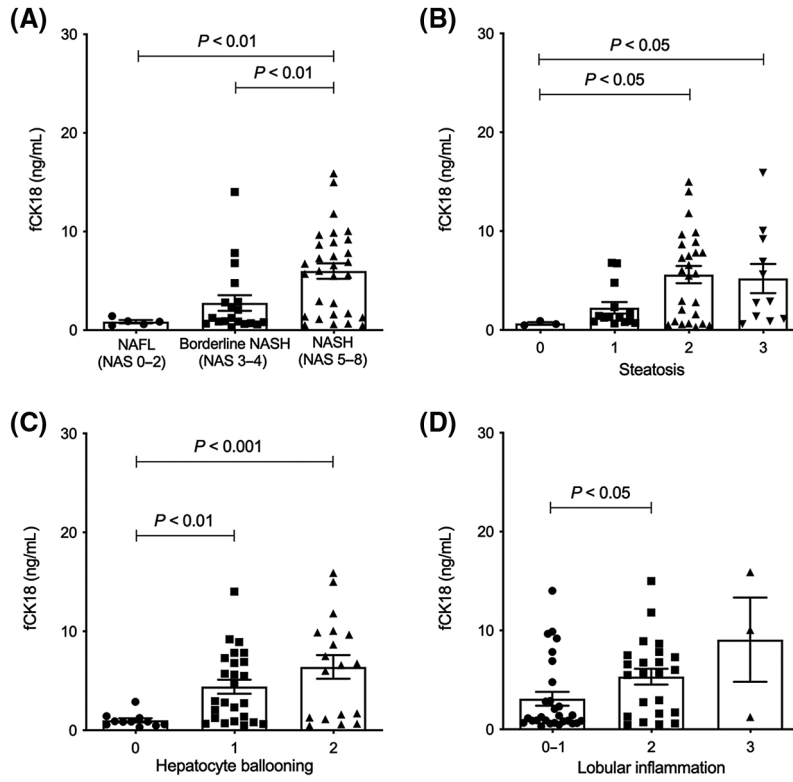 (A)
30
20
10
0
fCK18 (ng/mL)
P < 0.01
P < 0.01
NAFL
(NAS 0–2)
Borderline NASH
(NAS 3–4)
NASH
(NAS 5–8)
(B)
30
20
10
0
fCK18 (ng/mL)
P < 0.05
P < 0.05
0 1 2 3
Steatosis
(C)
30
20
10
0
fCK18 (ng/mL)
P < 0.001
P < 0.01
0 1 2
Hepatocyte ballooning
(D)
30
20
10
0
fCK18 (ng/mL)
P < 0.05
0–1 2 3
Lobular inflammation